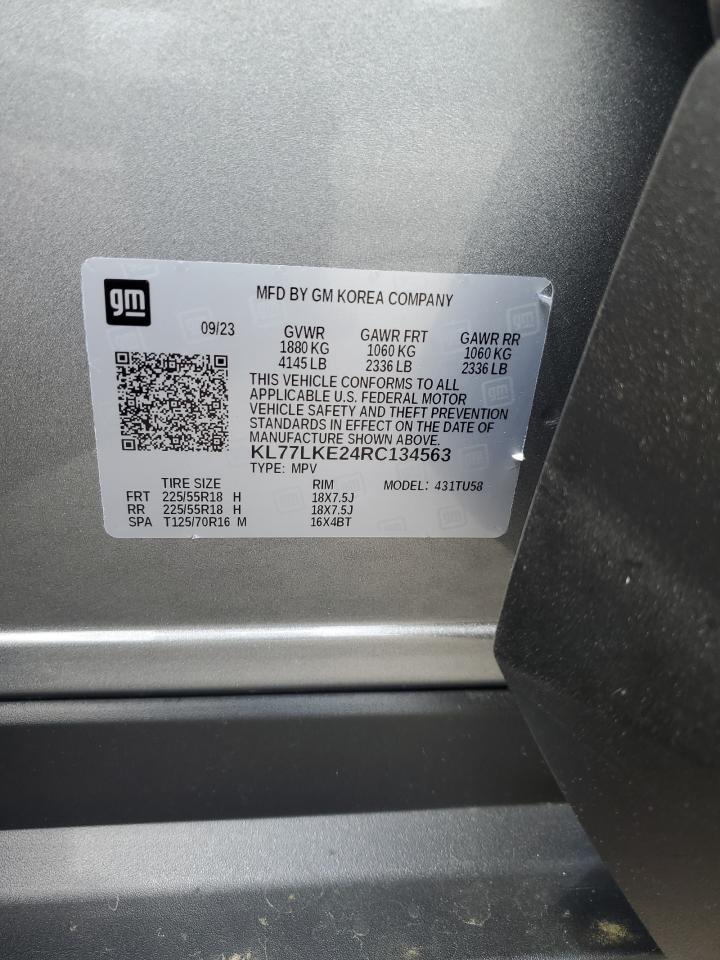 gm
MFD BY GM KOREA COMPANY
09/23 GVWR GAWR FRT GAWR RR
1880 KG 1060 KG 1060 KG
4145 LB 2336 LB 2336 LB
THIS VEHICLE CONFORMS TO ALL
APPLICABLE U.S. FEDERAL MOTOR
VEHICLE SAFETY AND THEFT PREVENTION
STANDARDS IN EFFECT ON THE DATE OF
MANUFACTURE SHOWN ABOVE.
KL77LKE24RC134563
TYPE: MPV
TIRE SIZE RIM MODEL: 431TU58
FRT 225/55R18 H 18X7.5J
RR 225/55R18 H 18X7.5J
SPA T125/70R16 M 16X4BT